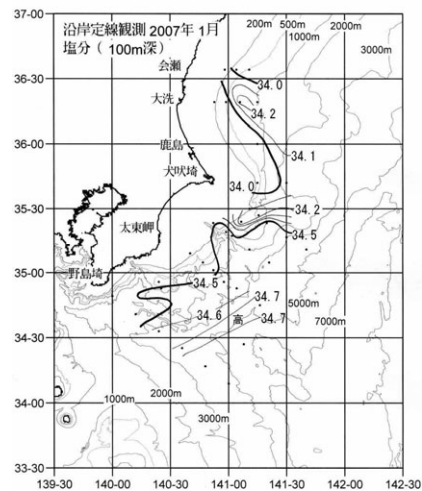 沿岸定線観測 2007年 1月
塩分 ( 100m深 )
200m 500m 2000m
1000m
3000m
会瀬
34.0
大洗
34.2
鹿島
34.1
犬吠埼
34.0
34.2
太東岬
34.5
野島埼
34.5
34.7
5000m
34.6
高
34.7
7000m
1000m
2000m
3000m
37-00
36-30
36-00
35-30
35-00
34-30
34-00
33-30
139-30 140-00 140-30 141-00 141-30 142-00 142-30